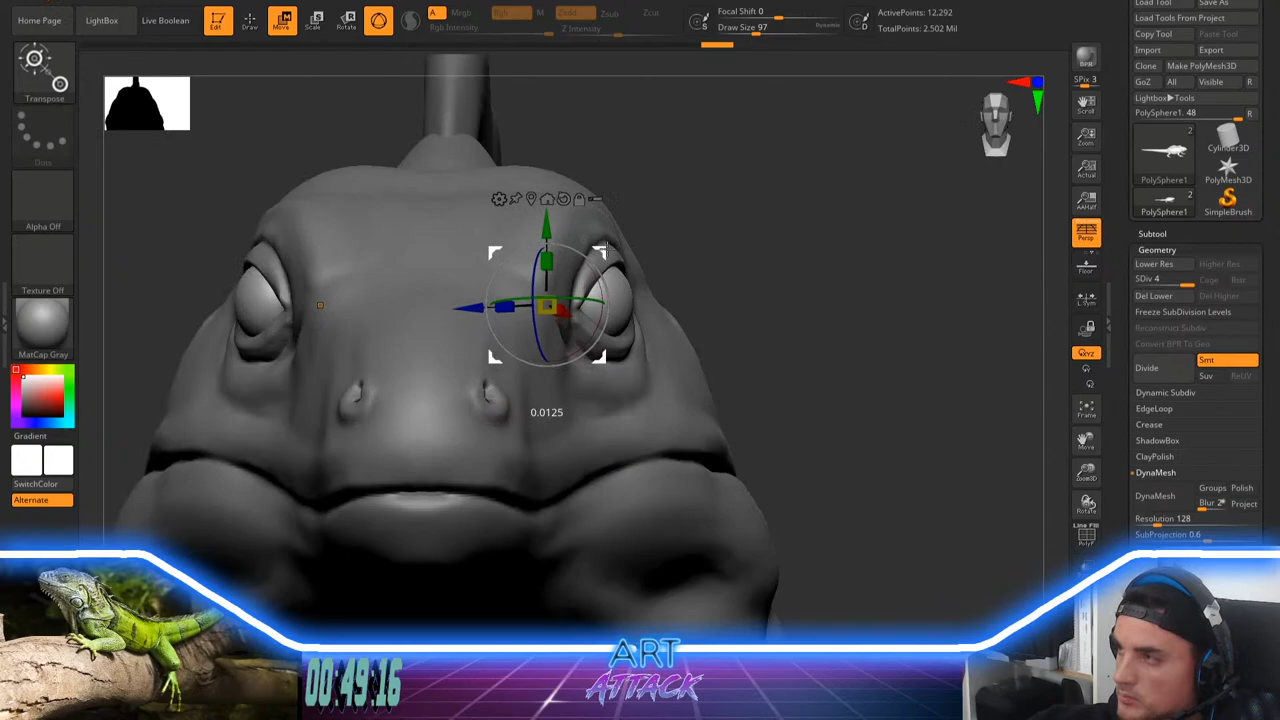 Home Page
LightBox
Live Boolean
Edit
Draw
Move
Scale
Rotate
A
Mrgb
Rgb
M
Zadd
Zsub
Zcut
Rgb Intensity
Z Intensity
Focal Shift 0
Draw Size 97
Dynamic
S
D
ActivePoints: 12,292
TotalPoints: 2.502 Mil
Transpose
Dots
Alpha Off
Texture Off
MatCap Gray
Gradient
SwitchColor
Alternate
0.0125
BPR
SPix 3
Scroll
Zoom
Actual
AAHalf
Persp
Floor
L.Sym
XYZ
Frame
Move
Zoom3D
Rotate
Line Fill
PolyF
Load Tool
Save As
Load Tools From Project
Copy Tool
Paste Tool
Import
Export
Clone
Make PolyMesh3D
GoZ
All
Visible
R
Lightbox▶Tools
PolySphere1. 48
R
2
PolySphere1
Cylinder3D
PolyMesh3D
2
PolySphere1
SimpleBrush
Subtool
Geometry
Lower Res
Higher Res
SDiv 4
Cage
Rstr
Del Lower
Del Higher
Freeze SubDivision Levels
Reconstruct Subdiv
Convert BPR To Geo
Divide
Smt
Suv
ReUV
Dynamic Subdiv
EdgeLoop
Crease
ShadowBox
ClayPolish
DynaMesh
DynaMesh
Groups
Polish
Blur 2
Project
Resolution 128
SubProjection 0.6
00:49:16
ART
ATTACK